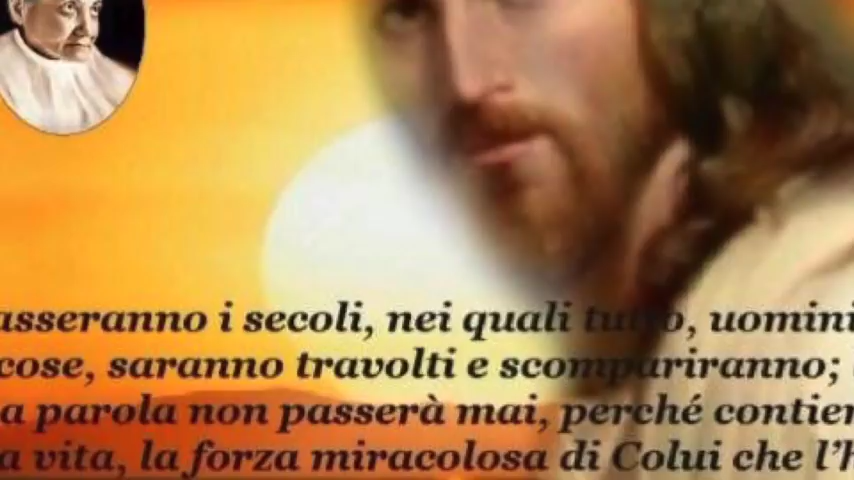 asseranno i secoli, nei quali tutto, uomini
cose, saranno travolti e scompariranno;
a parola non passerà mai, perché contien
a vita, la forza miracolosa di Colui che l'h